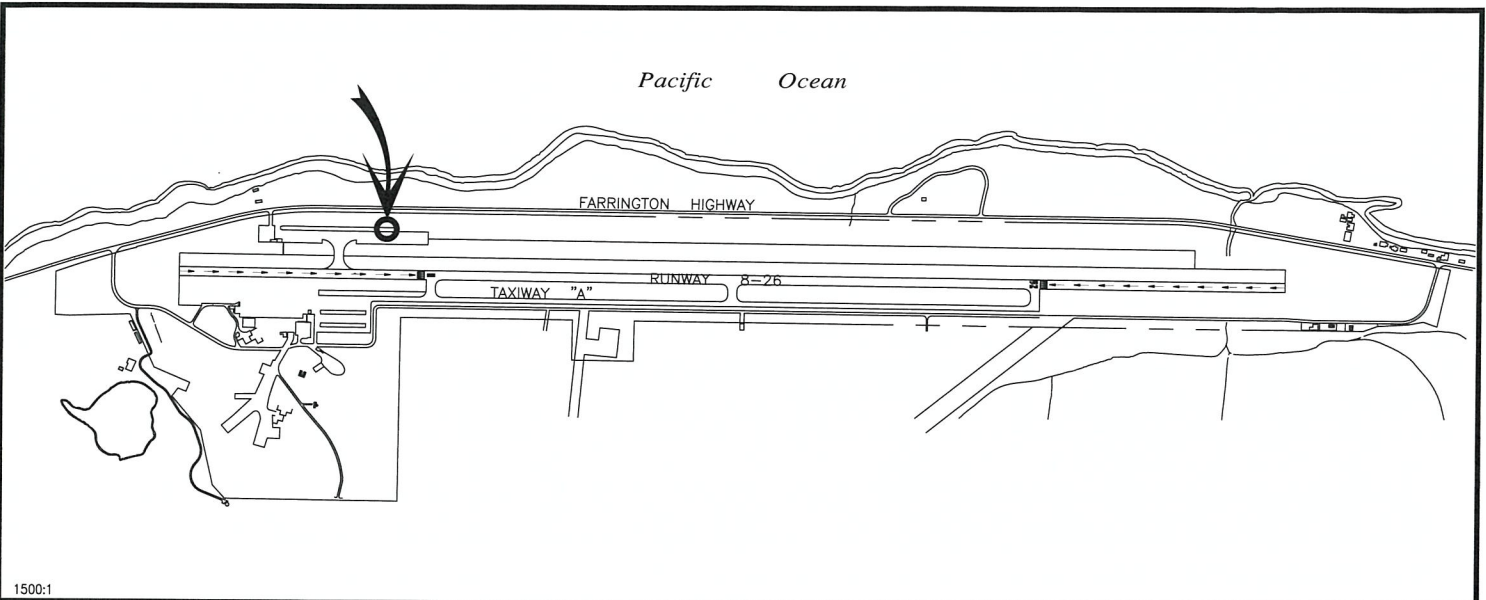 Pacific Ocean
FARRINGTON HIGHWAY
RUNWAY 8-26
TAXIWAY "A"
1500:1